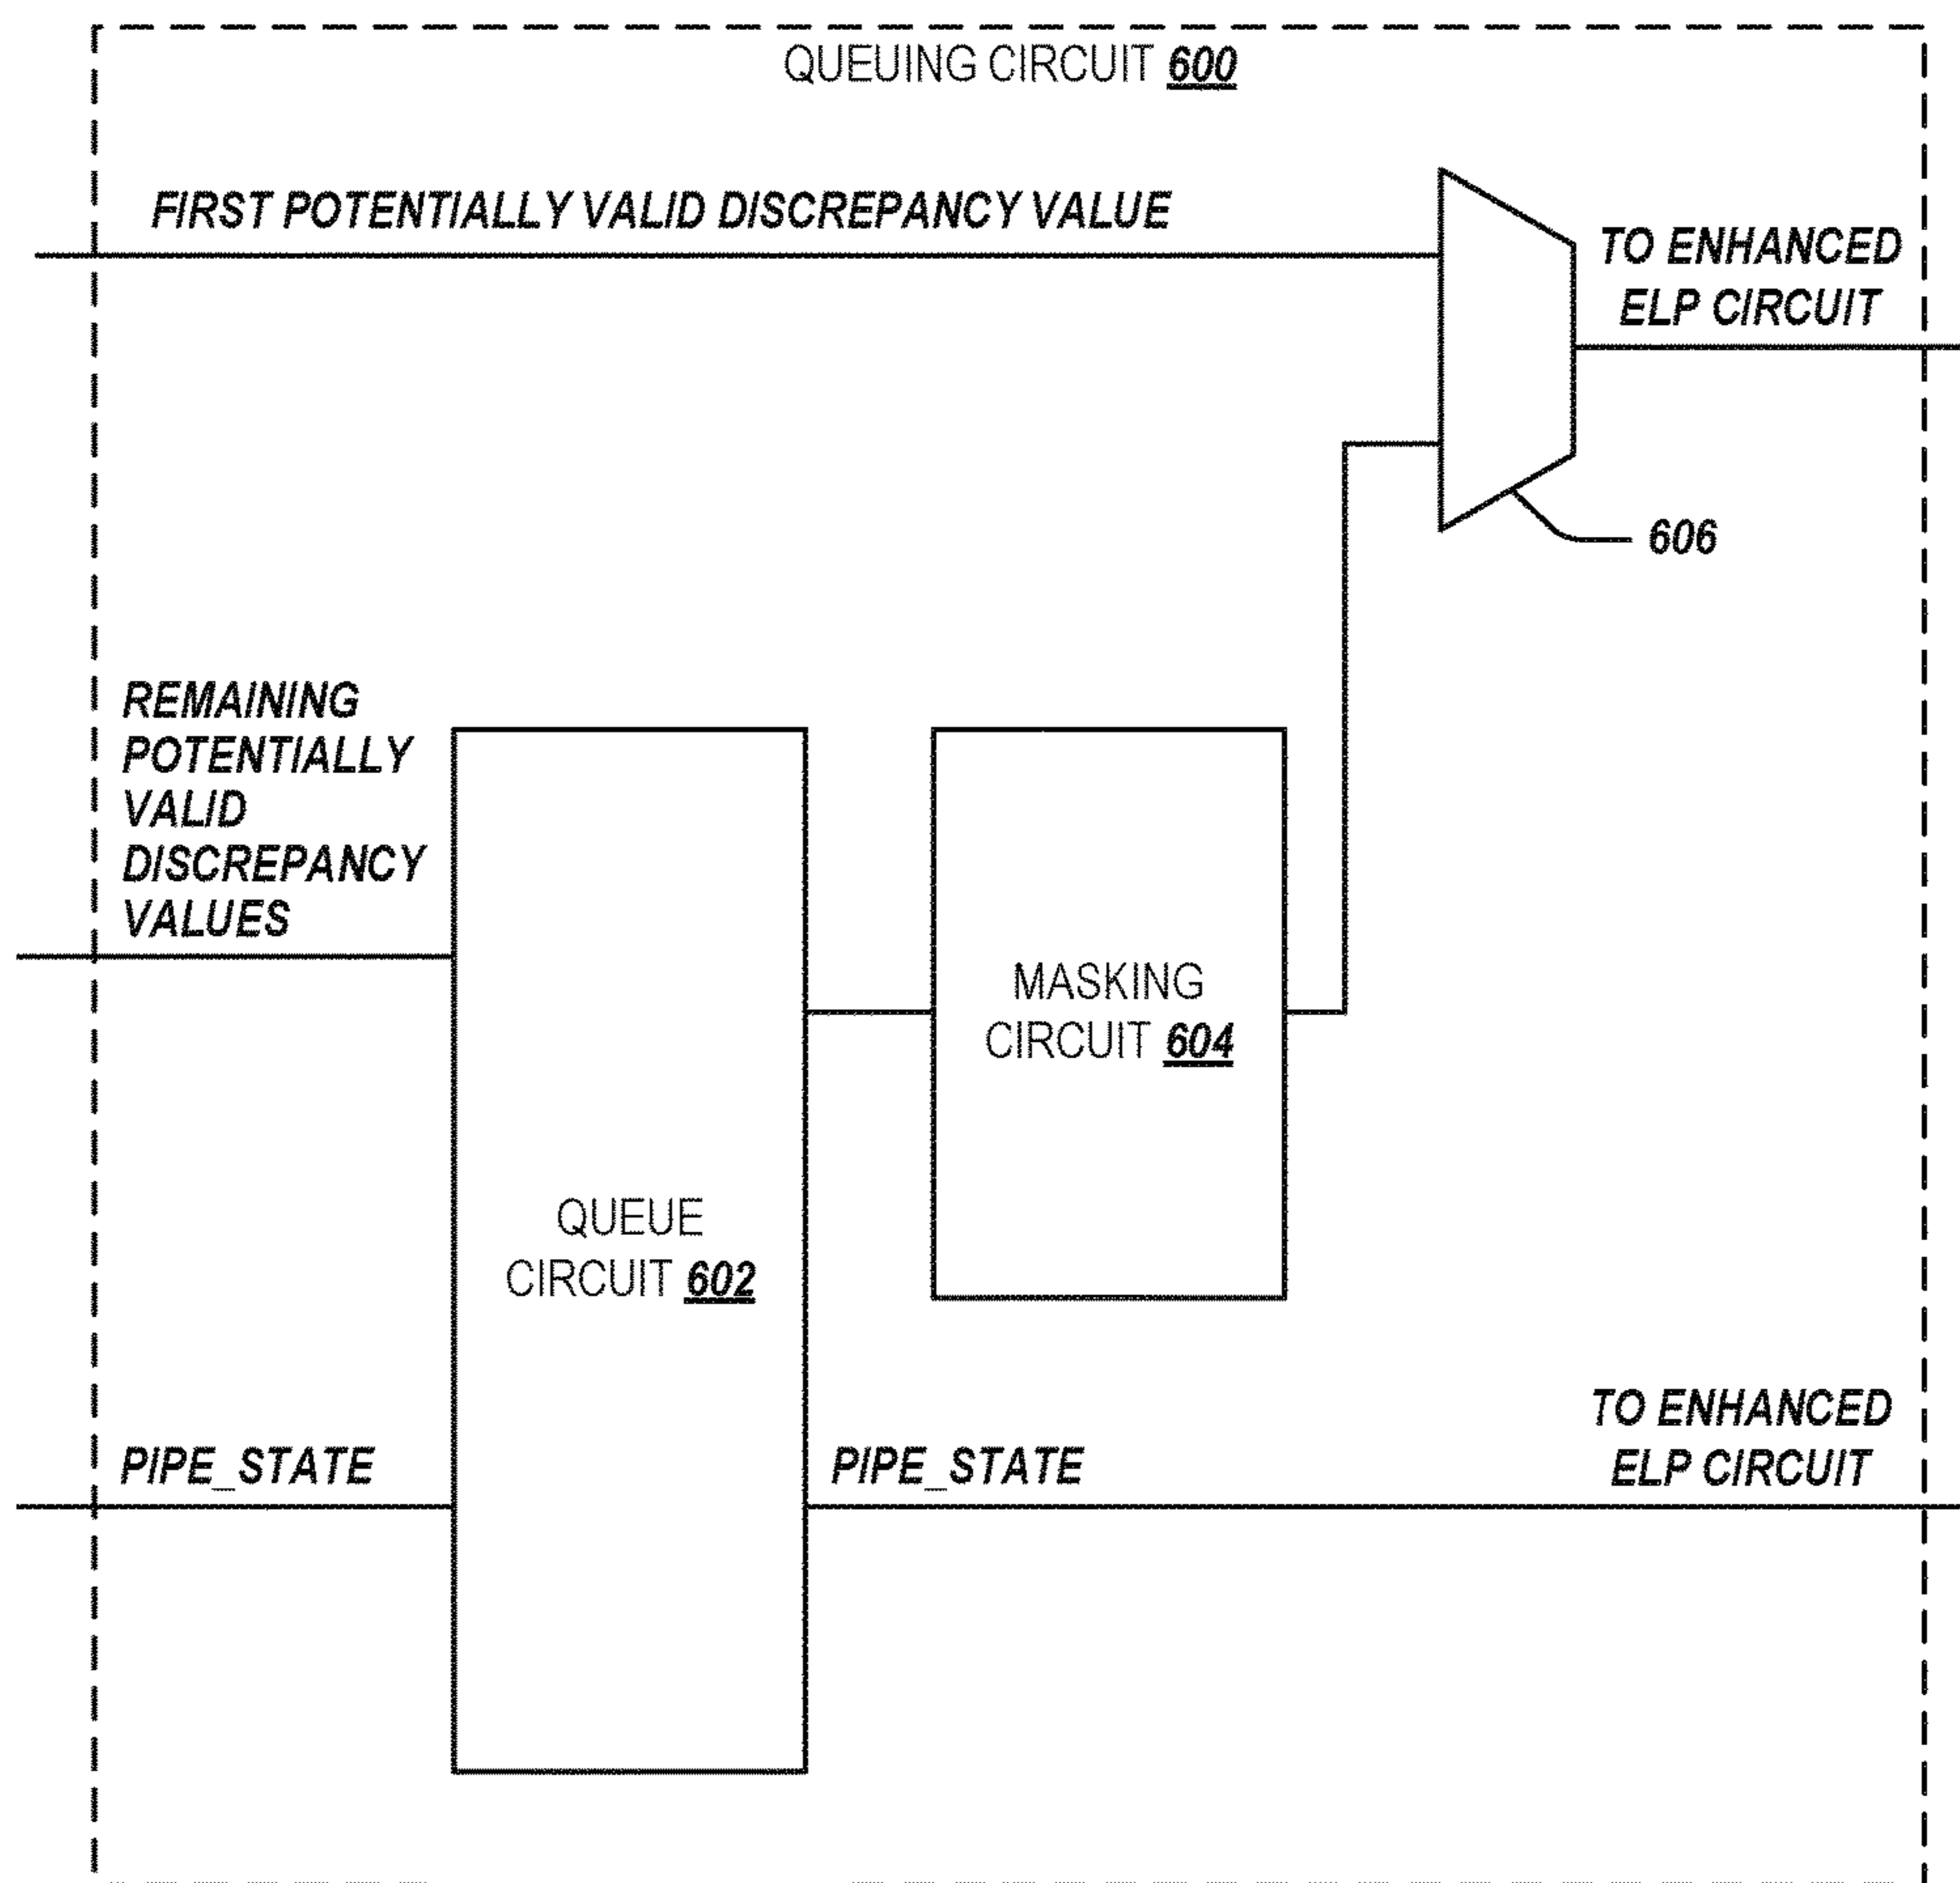 QUEUING CIRCUIT 600
FIRST POTENTIALLY VALID DISCREPANCY VALUE
TO ENHANCED
ELP CIRCUIT
606
REMAINING
POTENTIALLY
VALID
DISCREPANCY
VALUES
MASKING
CIRCUIT 604
QUEUE
CIRCUIT 602
PIPE_STATE
PIPE_STATE
TO ENHANCED
ELP CIRCUIT